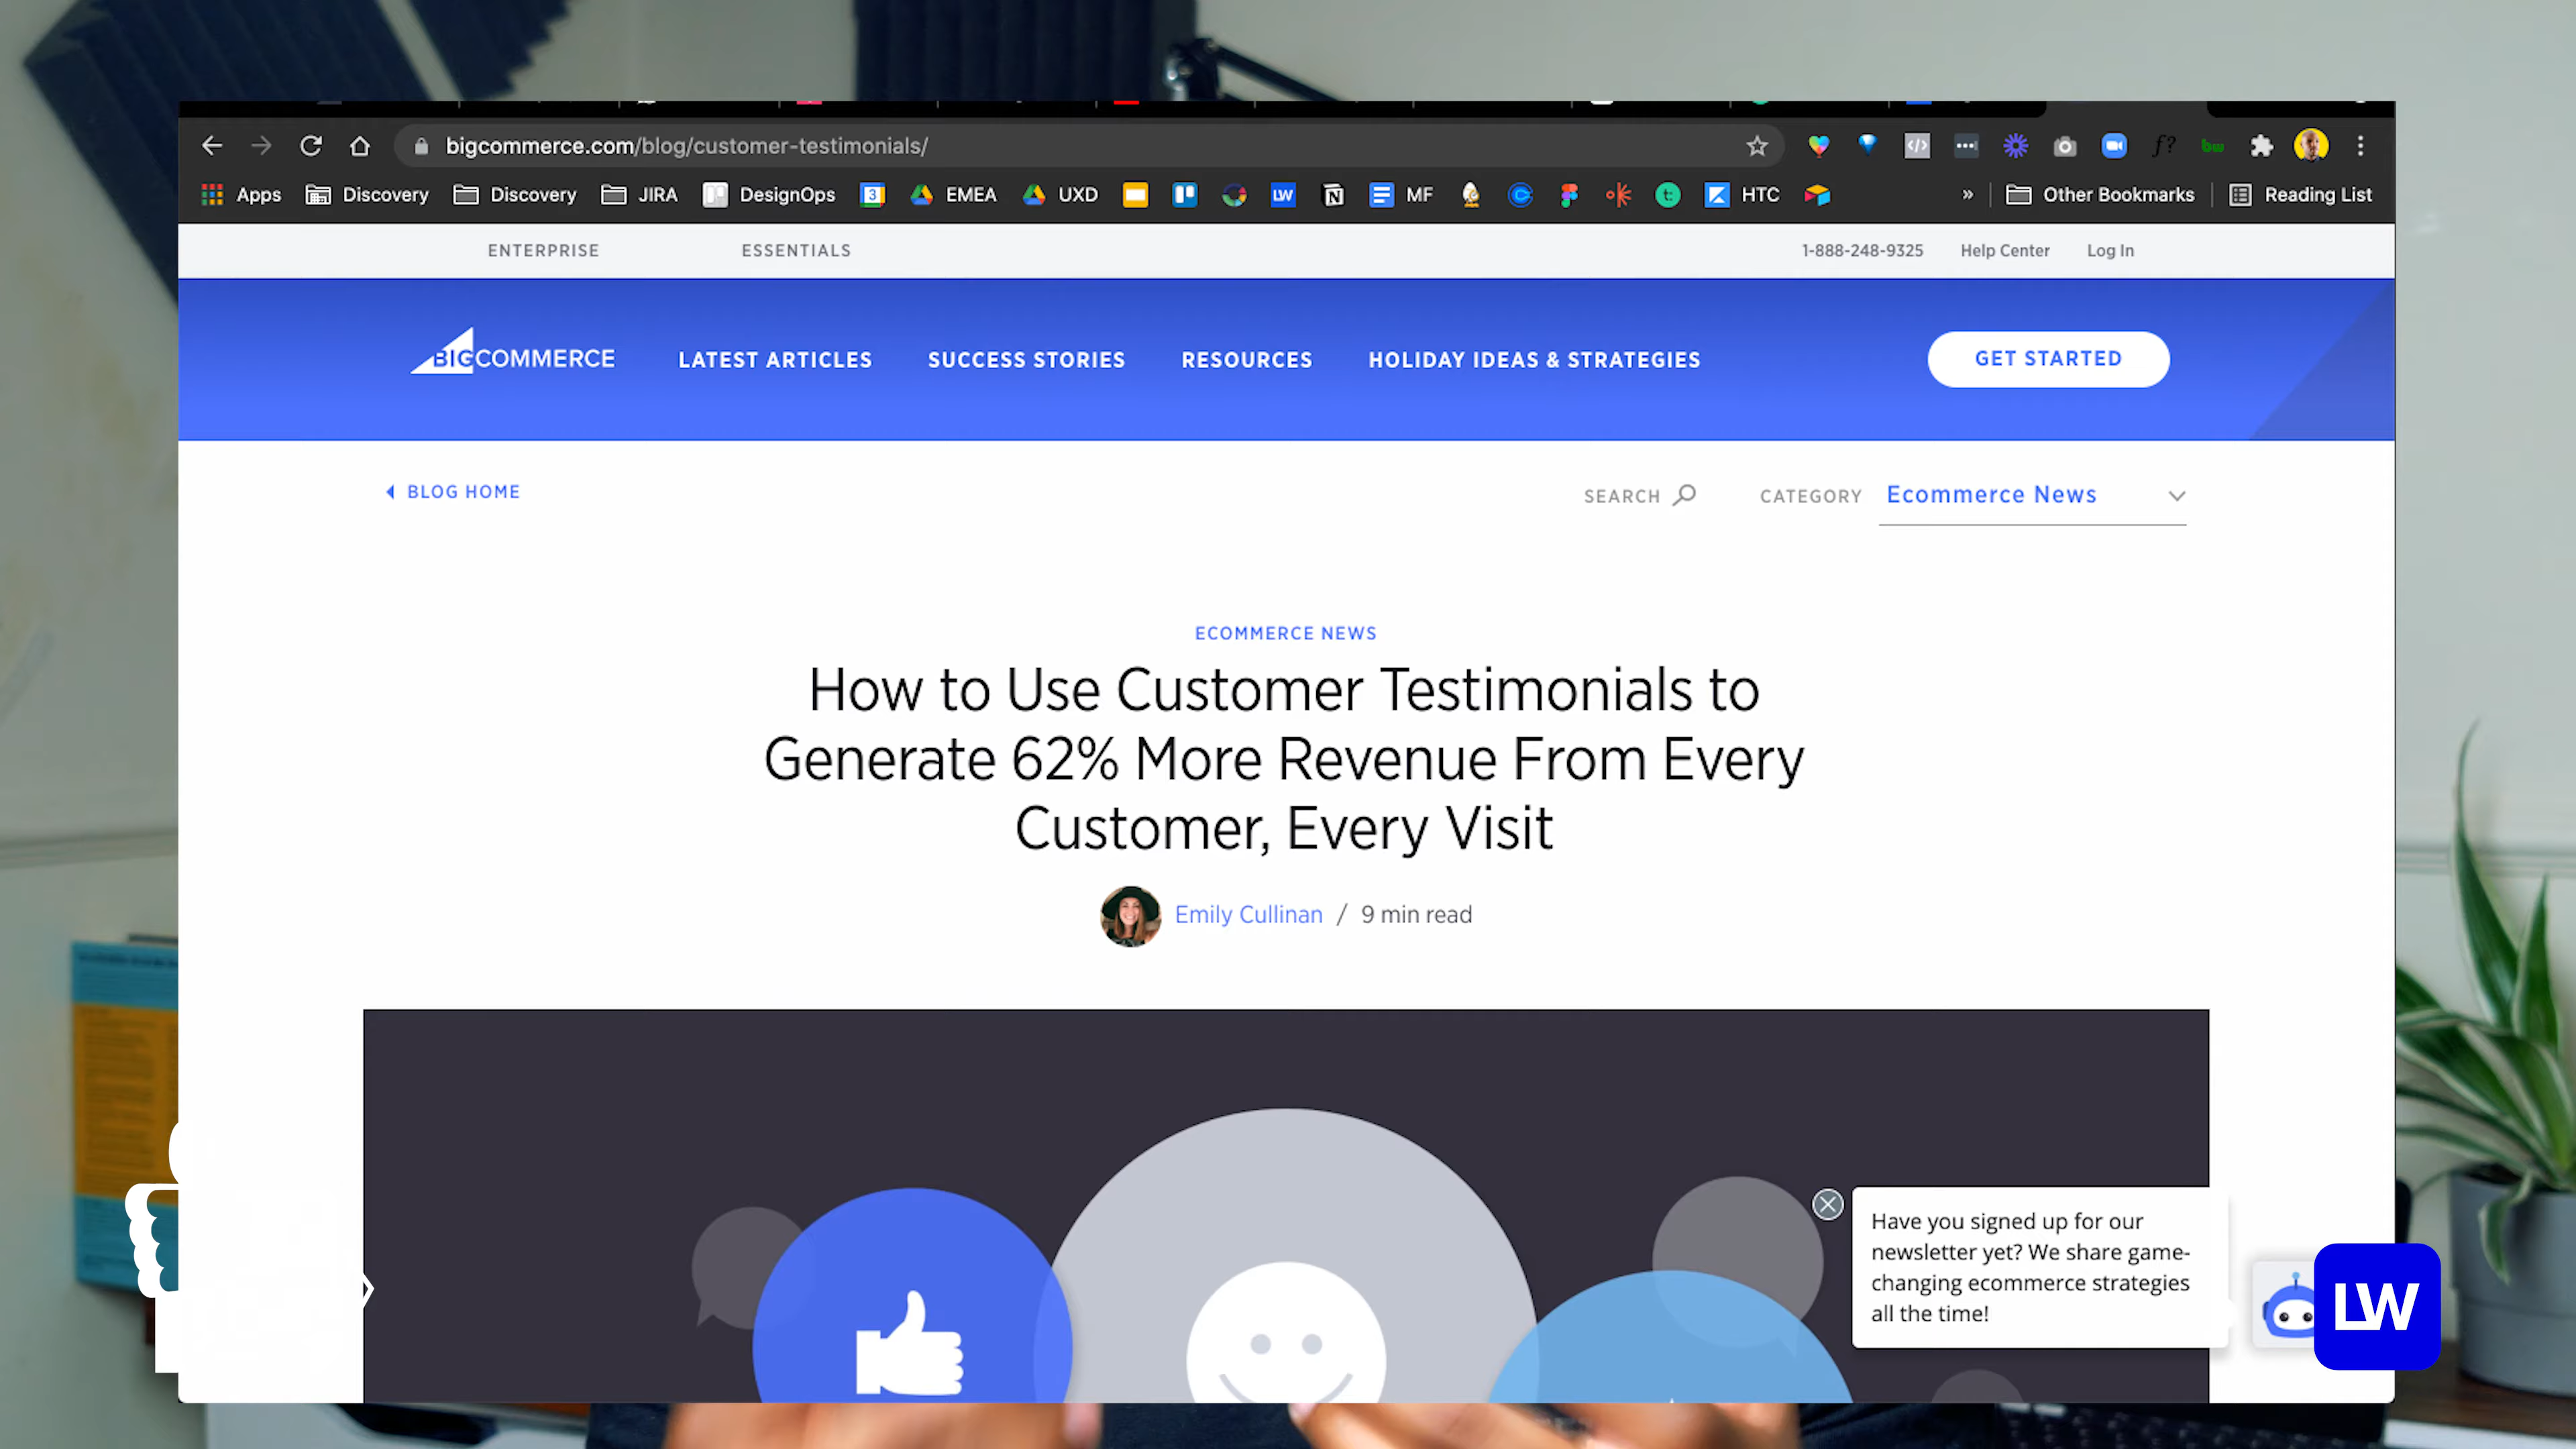 bigcommerce.com/blog/customer-testimonials/
Apps Discovery Discovery JIRA DesignOps 3 EMEA UXD LW MF HTC » Other Bookmarks Reading List
ENTERPRISE ESSENTIALS 1-888-248-9325 Help Center Log In
BIGCOMMERCE LATEST ARTICLES SUCCESS STORIES RESOURCES HOLIDAY IDEAS & STRATEGIES GET STARTED
BLOG HOME SEARCH CATEGORY Ecommerce News
ECOMMERCE NEWS
How to Use Customer Testimonials to
Generate 62% More Revenue From Every
Customer, Every Visit
Emily Cullinan / 9 min read
Have you signed up for our
newsletter yet? We share game-
changing ecommerce strategies
all the time!
LW